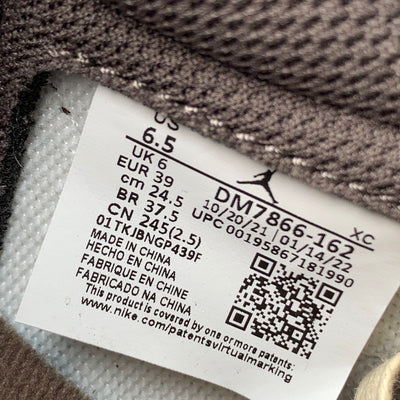 US
6.5
UK 6
EUR 39
cm 24.5
BR 37.5
CN 245(2.5)
01TKJBNGP439F
MADE IN CHINA
HECHO EN CHINA
FABRIQUE EN CHINE
FABRICADO NA CHINA
This product is covered by one or more patents:
www.nike.com/patentsvirtualmarking
XC
DM7866-162
10/20/21 | 01/14/22
UPC 00195867181990